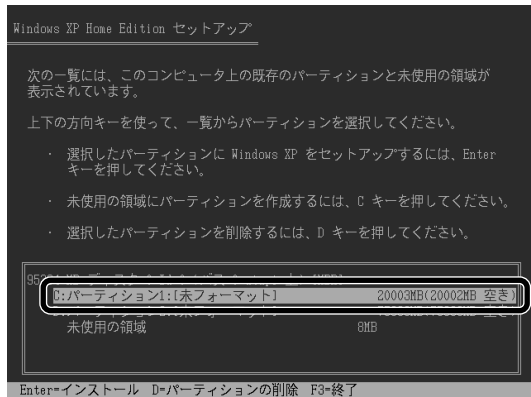 Windows XP Home Edition セットアップ
次の一覧には、このコンピュータ上の既存のパーティションと未使用の領域が
表示されています。
上下の方向キーを使って、一覧からパーティションを選択してください。
・ 選択したパーティションに Windows XP をセットアップするには、Enter
キーを押してください。
・ 未使用の領域にパーティションを作成するには、C キーを押してください。
・ 選択したパーティションを削除するには、D キーを押してください。
C:パーティション1:[未フォーマット] 20003MB(20002MB 空き)
未使用の領域 8MB
Enter=インストール D=パーティションの削除 F3=終了